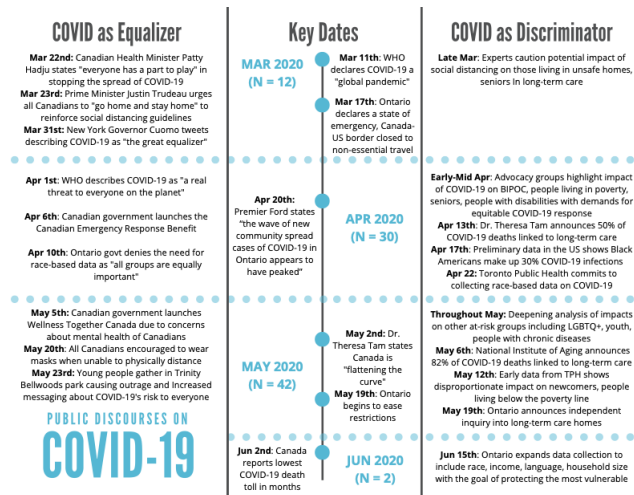 COVID as Equalizer
Mar 22nd: Canadian Health Minister Patty
Hadju states "everyone has a part to play" in
stopping the spread of COVID-19
Mar 23rd: Prime Minister Justin Trudeau urges
all Canadians to "go home and stay home" to
reinforce social distancing guidelines
Mar 31st: New York Governor Cuomo tweets
describing COVID-19 as "the great equalizer"
Apr 1st: WHO describes COVID-19 as "a real
threat to everyone on the planet"
Apr 6th: Canadian government launches the
Canadian Emergency Response Benefit
Apr 10th: Ontario govt denies the need for
race-based data as "all groups are equally
important"
May 5th: Canadian government launches
Wellness Together Canada due to concerns
about mental health of Canadians
May 20th: All Canadians encouraged to wear
masks when unable to physically distance
May 23rd: Young people gather in Trinity
Bellwoods park causing outrage and Increased
messaging about COVID-19's risk to everyone
PUBLIC DISCOURSES ON
COVID-19
Key Dates
MAR 2020
(N = 12)
Mar 11th: WHO
declares COVID-19 a
"global pandemic"
Mar 17th: Ontario
declares a state of
emergency, Canada-
US border closed to
non-essential travel
Apr 20th:
Premier Ford states
"the wave of new
community spread
cases of COVID-19 in
Ontario appears to
have peaked"
APR 2020
(N = 30)
MAY 2020
(N = 42)
May 2nd: Dr.
Theresa Tam states
Canada is
"flattening the
curve"
May 19th: Ontario
begins to ease
restrictions
Jun 2nd: Canada
reports lowest
COVID-19 death
toll in months
JUN 2020
(N = 2)
COVID as Discriminator
Late Mar: Experts caution potential impact of
social distancing on those living in unsafe homes,
seniors In long-term care
Early-Mid Apr: Advocacy groups highlight impact
of COVID-19 on BIPOC, people living in poverty,
seniors, people with disabilities with demands for
equitable COVID-19 response
Apr 13th: Dr. Theresa Tam announces 50% of
COVID-19 deaths linked to long-term care
Apr 17th: Preliminary data in the US shows Black
Americans make up 30% COVID-19 infections
Apr 22: Toronto Public Health commits to
collecting race-based data on COVID-19
Throughout May: Deepening analysis of impacts
on other at-risk groups including LGBTQ+, youth,
people with chronic diseases
May 6th: National Institute of Aging announces
82% of COVID-19 deaths linked to long-term care
May 12th: Early data from TPH shows
disproportionate impact on newcomers, people
living below the poverty line
May 19th: Ontario announces independent
inquiry into long-term care homes
Jun 15th: Ontario expands data collection to
include race, income, language, household size
with the goal of protecting the most vulnerable